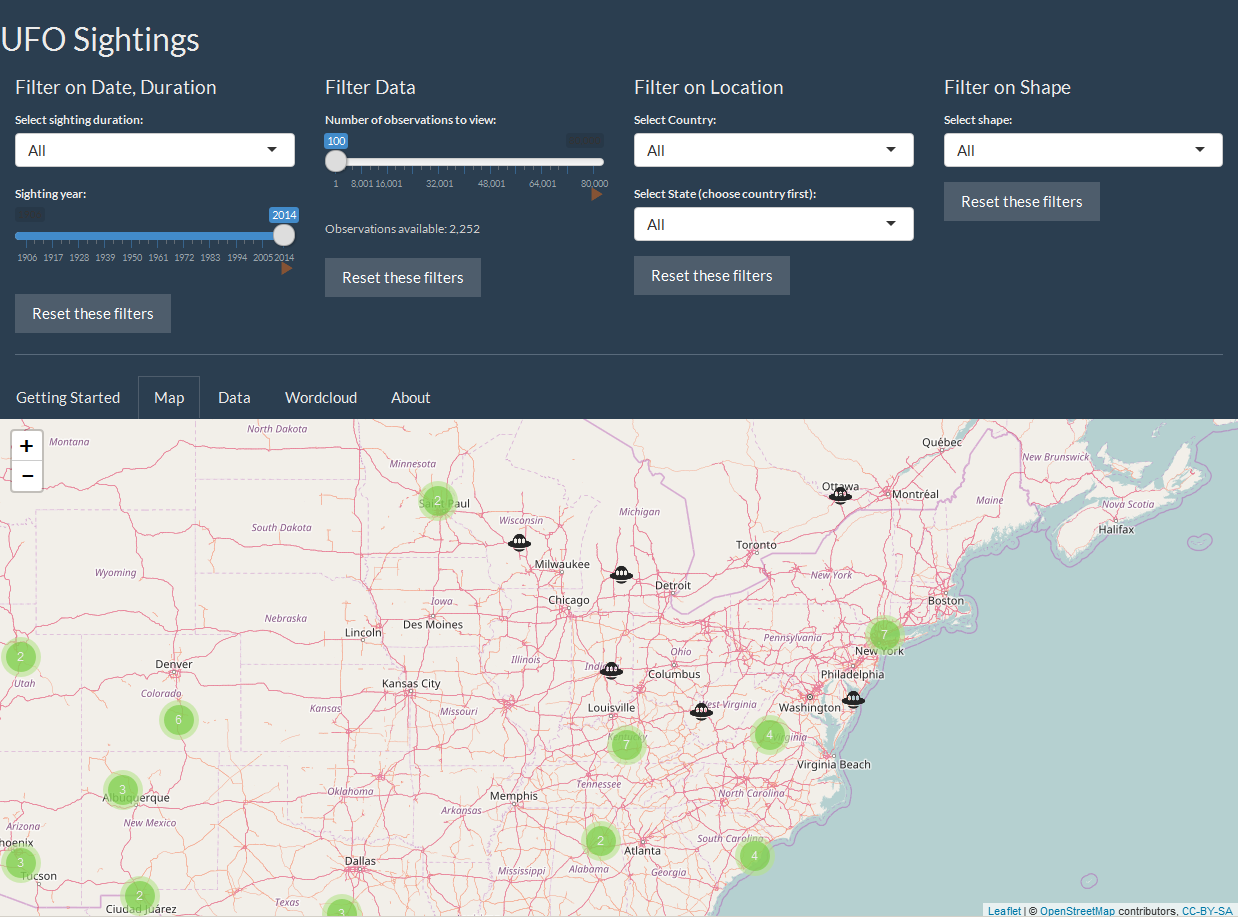 UFO Sightings
Filter on Date, Duration
Select sighting duration:
All
Sighting year:
2014
1906 1917 1928 1939 1950 1961 1972 1983 1994 2005 2014
Reset these filters
Filter Data
Number of observations to view:
100
1 8,001 16,001 32,001 48,001 64,001 80,000
Observations available: 2,252
Reset these filters
Filter on Location
Select Country:
All
Select State (choose country first):
All
Reset these filters
Filter on Shape
Select shape:
All
Reset these filters
Getting Started Map Data Wordcloud About
+
−
North Dakota
Montana
Québec
New Brunswick
Minnesota
Ottawa
Montréal
Maine
2
Saint Paul
Nova Scotia
Michigan
Wisconsin
South Dakota
Halifax
Toronto
Milwaukee
Wyoming
New York
Detroit
Chicago
Boston
Iowa
Nebraska
Des Moines
Lincoln
7
Pennsylvania
New York
Ohio
2
Illinois
Denver
Columbus
Philadelphia
Utah
Kansas City
Colorado
West Virginia
Kansas
Missouri
Louisville
Washington
6
4
Virginia
7
Kentucky
Virginia Beach
Tennessee
3
Oklahoma
North Carolina
Albuquerque
Memphis
Arkansas
New Mexico
Arizona
South Carolina
2
hoenix
Atlanta
4
3
Dallas
Mississippi
Alabama
Georgia
Tucson
2
Texas
Ciudad Juárez
3
Leaflet | © OpenStreetMap contributors, CC-BY-SA